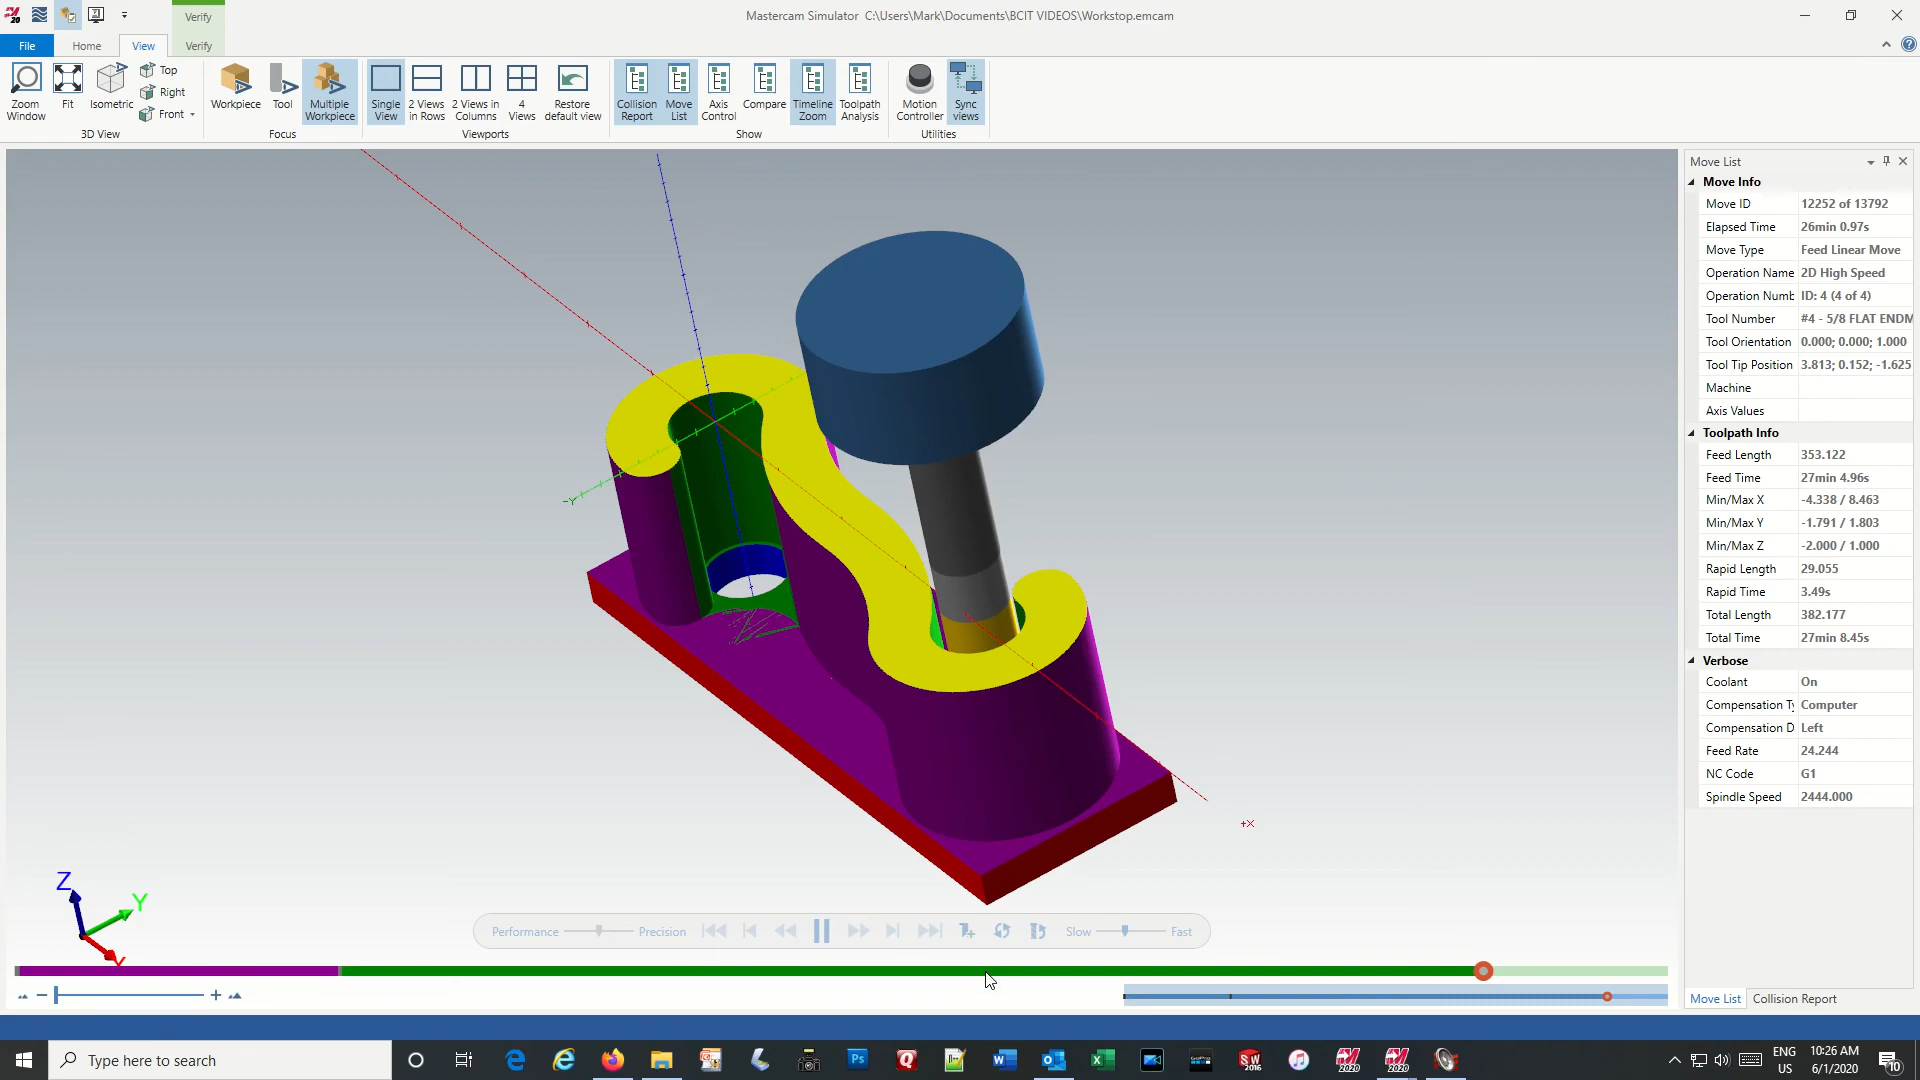 Verify
Mastercam Simulator C:\Users\Mark\Documents\BCIT VIDEOS\Workstop.emcam
File
Home
View
Verify
Zoom Window
Fit
Isometric
Top
Right
Front
3D View
Workpiece
Tool
Multiple Workpiece
Focus
Single View
2 Views in Rows
2 Views in Columns
4 Views
Restore default view
Viewports
Collision Report
Move List
Axis Control
Compare
Timeline Zoom
Toolpath Analysis
Show
Motion Controller
Sync views
Utilities
Move List
Move Info
Move ID 12252 of 13792
Elapsed Time 26min 0.97s
Move Type Feed Linear Move
Operation Name 2D High Speed
Operation Numb ID: 4 (4 of 4)
Tool Number #4 - 5/8 FLAT ENDM
Tool Orientation 0.000; 0.000; 1.000
Tool Tip Position 3.813; 0.152; -1.625
Machine
Axis Values
Toolpath Info
Feed Length 353.122
Feed Time 27min 4.96s
Min/Max X -4.338 / 8.463
Min/Max Y -1.791 / 1.803
Min/Max Z -2.000 / 1.000
Rapid Length 29.055
Rapid Time 3.49s
Total Length 382.177
Total Time 27min 8.45s
Verbose
Coolant On
Compensation Ty Computer
Compensation D Left
Feed Rate 24.244
NC Code G1
Spindle Speed 2444.000
-Y
+X
Z
Y
Performance
Precision
Slow
Fast
Move List
Collision Report
Type here to search
ENG
US
10:26 AM
6/1/2020
10